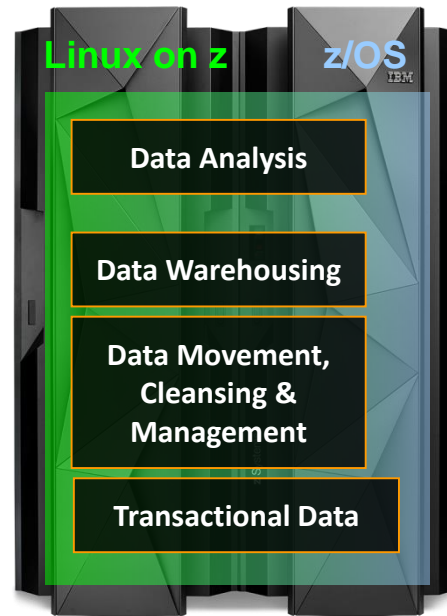 Linux on z z/OS
IBM
Data Analysis
Data Warehousing
Data Movement,
Cleansing &
Management
Transactional Data